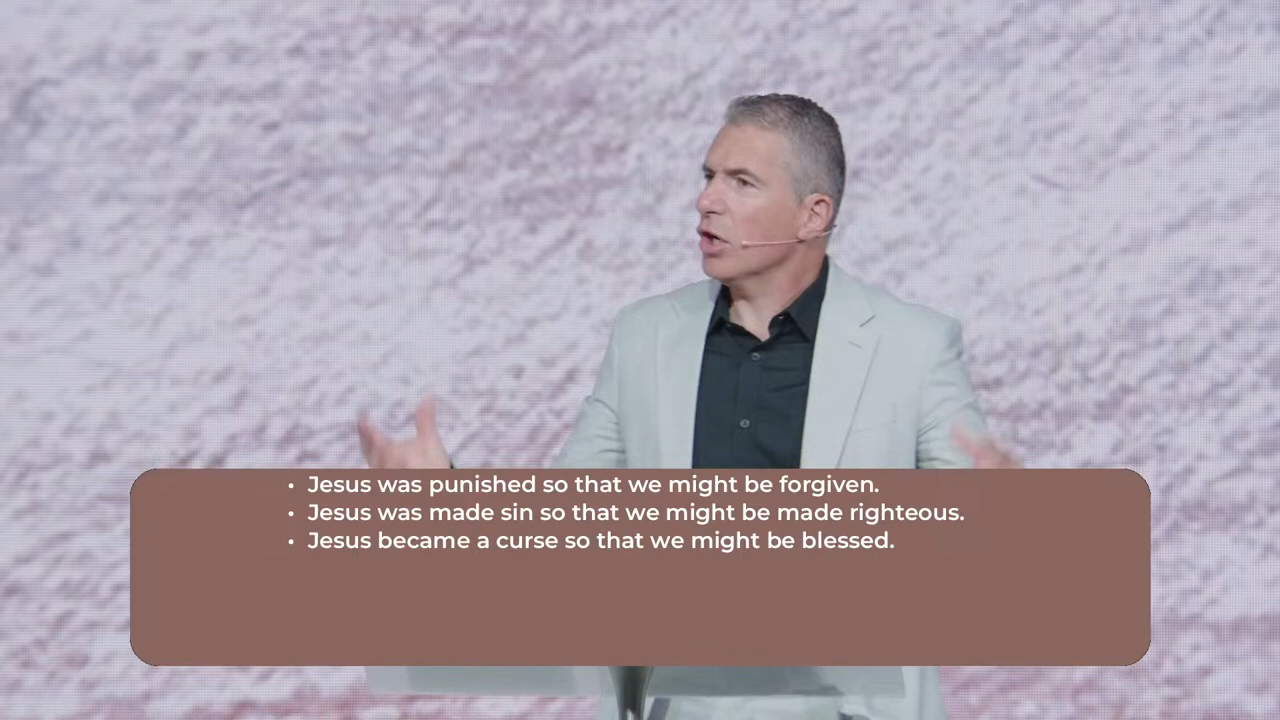 • Jesus was punished so that we might be forgiven.
• Jesus was made sin so that we might be made righteous.
• Jesus became a curse so that we might be blessed.